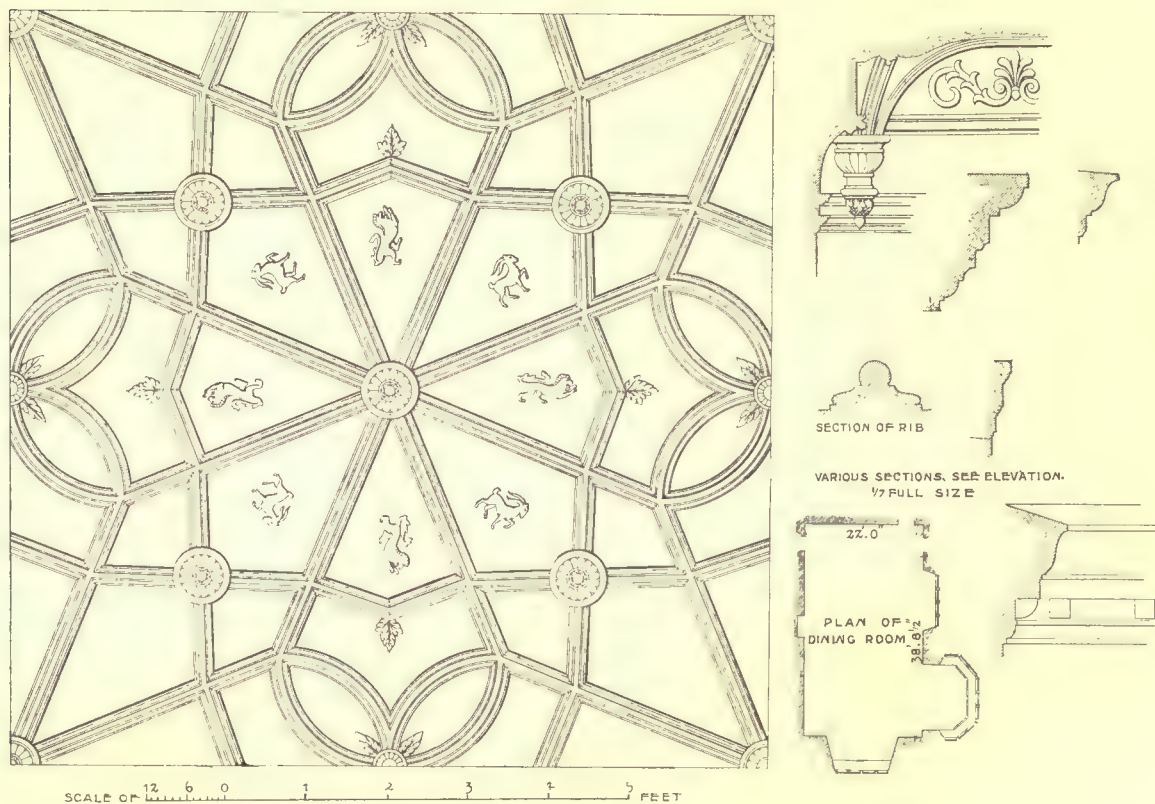 SECTION OF RIB
VARIOUS SECTIONS. SEE ELEVATION.
1/7 FULL SIZE
22'.0"
PLAN OF
DINING ROOM
38'.8½"
SCALE OF 12 6 0 1 2 3 4 5 FEET